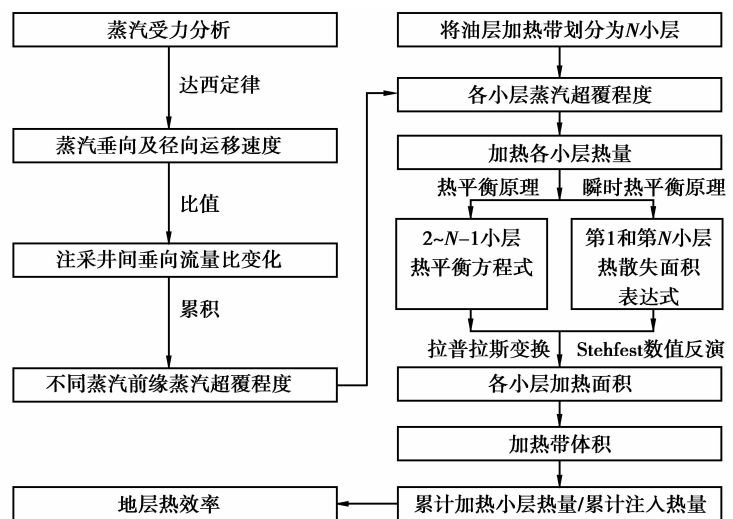 蒸汽受力分析
达西定律
蒸汽垂向及径向运移速度
比值
注采井间垂向流量比变化
累积
不同蒸汽前缘蒸汽超覆程度
将油层加热带划分为N小层
各小层蒸汽超覆程度
加热各小层热量
热平衡原理
瞬时热平衡原理
2~N−1小层
热平衡方程式
第1和第N小层
热散失面积
表达式
拉普拉斯变换
Stehfest数值反演
各小层加热面积
加热带体积
累计加热小层热量/累计注入热量
地层热效率